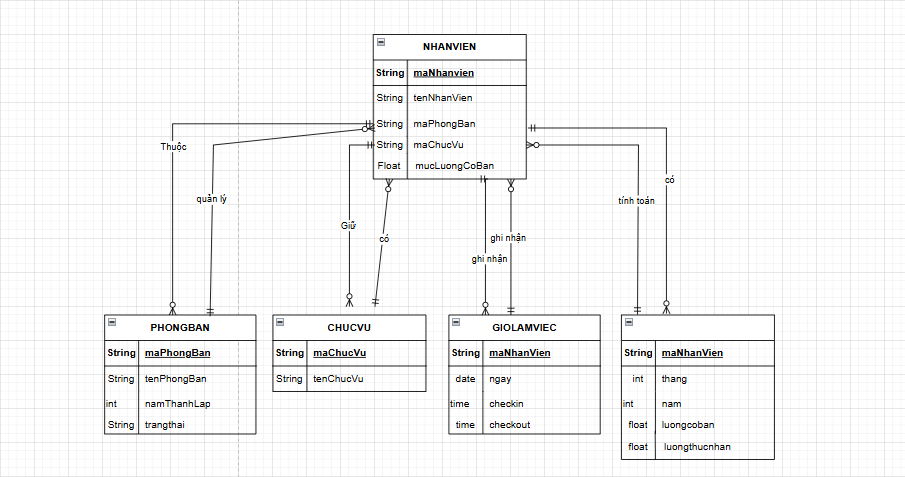 NHANVIEN
String maNhanvien
String tenNhanVien
String maPhongBan
String maChucVu
Float mucLuongCoBan
Thuộc
quản lý
Giữ
có
ghi nhận
ghi nhận
tính toán
có
PHONGBAN
String maPhongBan
String tenPhongBan
int namThanhLap
String trangthai
CHUCVU
String maChucVu
String tenChucVu
GIOLAMVIEC
String maNhanVien
date ngay
time checkin
time checkout
String maNhanVien
int thang
int nam
float luongcoban
float luongthucnhan